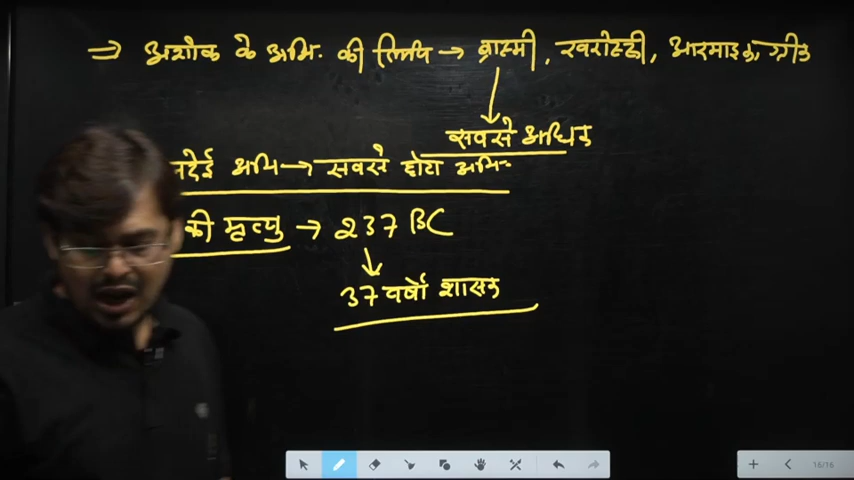 ⇒ अशोक के अभि. की लिपि → ब्राह्मी, खरोष्ठी, आरमाइक, ग्रीक
↓
सबसे अधिक
देई अभि → सबसे छोटा अभि-
की मृत्यु → 237 BC
↓
37 वर्षो शासन
16/16